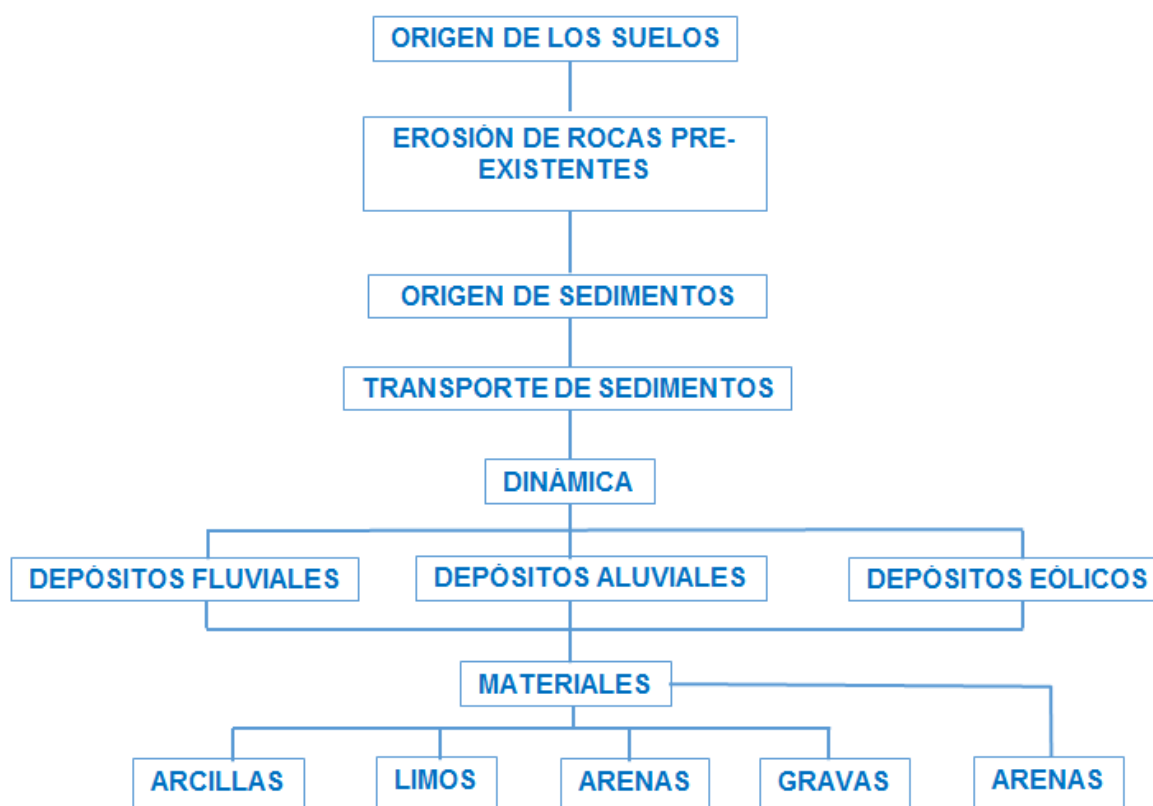 ORIGEN DE LOS SUELOS
EROSIÓN DE ROCAS PRE-
EXISTENTES
ORIGEN DE SEDIMENTOS
TRANSPORTE DE SEDIMENTOS
DINÁMICA
DEPÓSITOS FLUVIALES
DEPÓSITOS ALUVIALES
DEPÓSITOS EÓLICOS
MATERIALES
ARCILLAS
LIMOS
ARENAS
GRAVAS
ARENAS